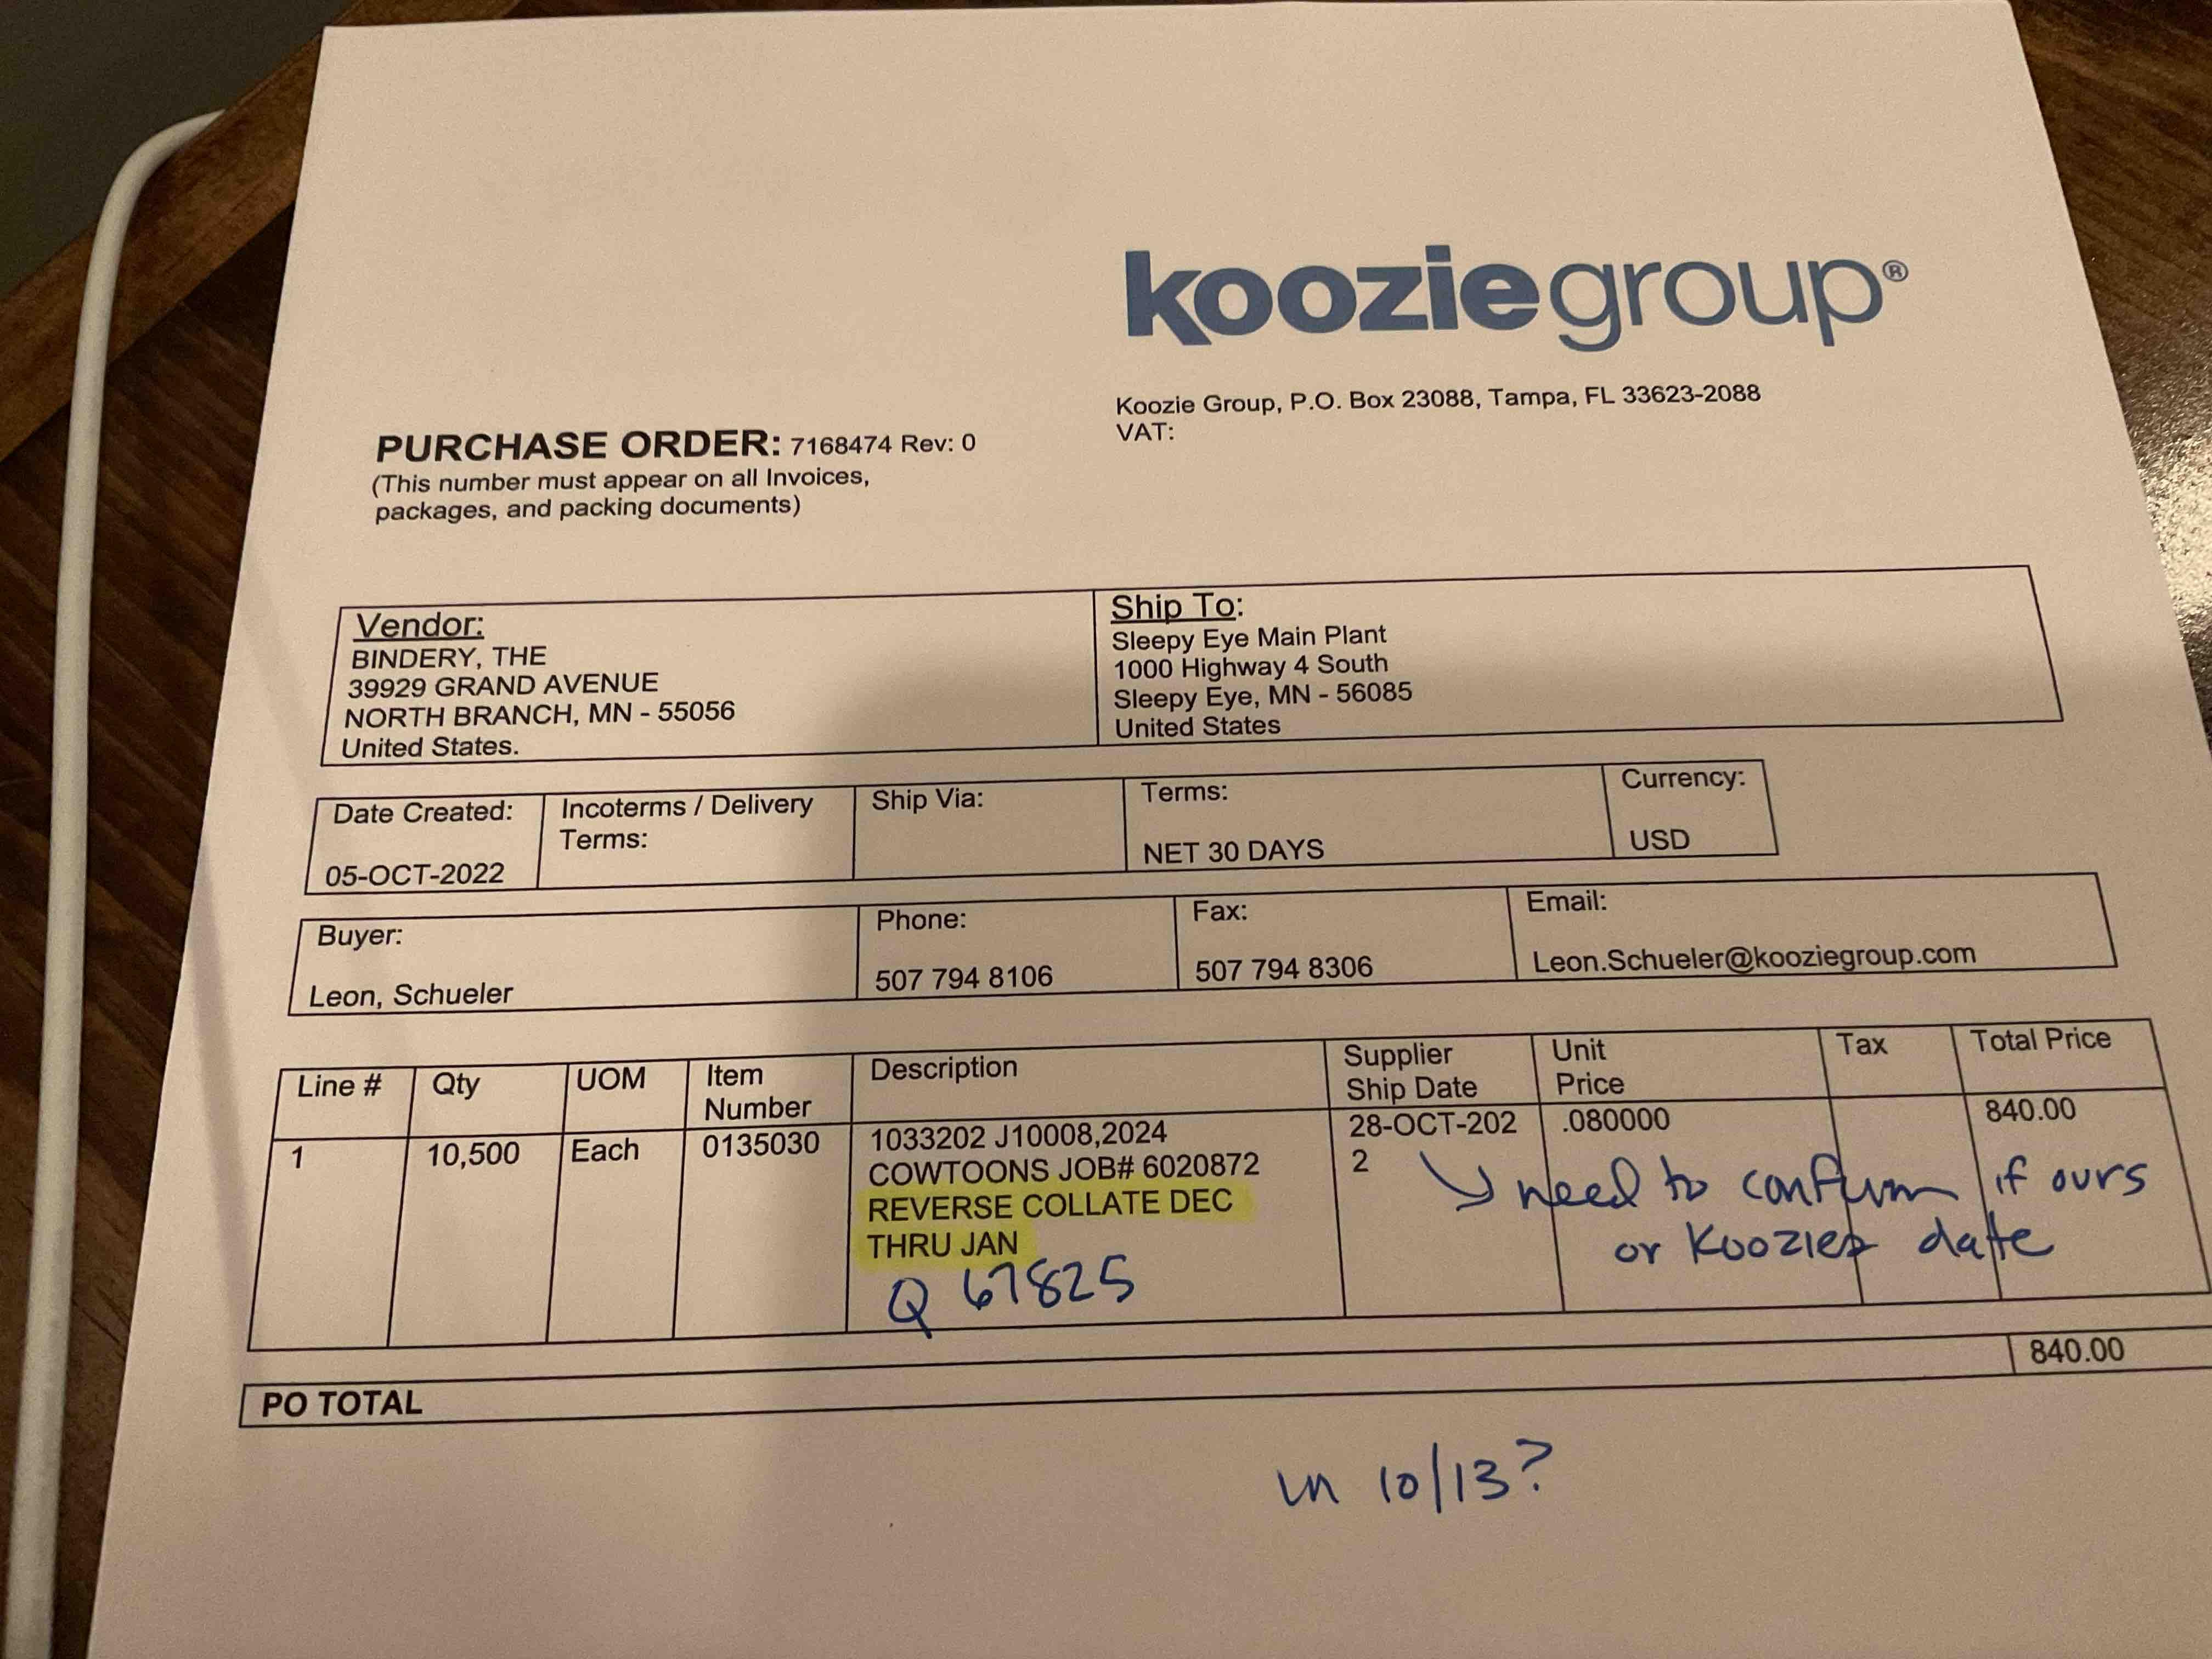 kooziegroup®
Koozie Group, P.O. Box 23088, Tampa, FL 33623-2088
VAT:
PURCHASE ORDER: 7168474 Rev: 0
(This number must appear on all Invoices,
packages, and packing documents)
Vendor:
BINDERY, THE
39929 GRAND AVENUE
NORTH BRANCH, MN - 55056
United States.
Ship To:
Sleepy Eye Main Plant
1000 Highway 4 South
Sleepy Eye, MN - 56085
United States
Date Created:
05-OCT-2022
Incoterms / Delivery
Terms:
Ship Via:
Terms:
NET 30 DAYS
Currency:
USD
Buyer:
Leon, Schueler
Phone:
507 794 8106
Fax:
507 794 8306
Email:
Leon.Schueler@kooziegroup.com
Line # Qty UOM Item Number Description Supplier Ship Date Unit Price Tax Total Price
1 10,500 Each 0135030 1033202 J10008,2024 28-OCT-202 .080000 840.00
COWTOONS JOB# 6020872 2
REVERSE COLLATE DEC
THRU JAN
Q 67825
need to confirm if ours
or Koozies date
PO TOTAL 840.00
in 10/13?